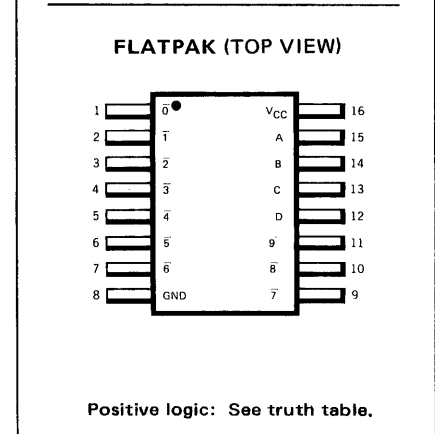 FLATPAK (TOP VIEW)
1 0̅ VCC 16
2 1̅ A 15
3 2̅ B 14
4 3̅ C 13
5 4̅ D 12
6 5̅ 9̅ 11
7 6̅ 8̅ 10
8 GND 7̅ 9
Positive logic: See truth table.